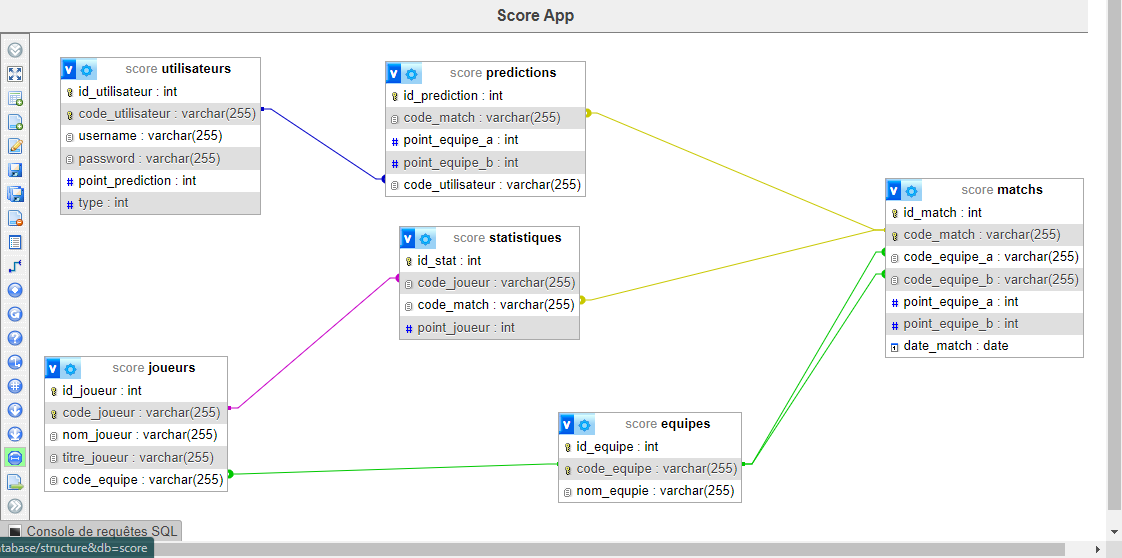 Score App
score utilisateurs
id_utilisateur : int
code_utilisateur : varchar(255)
username : varchar(255)
password : varchar(255)
# point_prediction : int
# type : int
score predictions
id_prediction : int
code_match : varchar(255)
# point_equipe_a : int
# point_equipe_b : int
code_utilisateur : varchar(255)
score statistiques
id_stat : int
code_joueur : varchar(255)
code_match : varchar(255)
# point_joueur : int
score matchs
id_match : int
code_match : varchar(255)
code_equipe_a : varchar(255)
code_equipe_b : varchar(255)
# point_equipe_a : int
# point_equipe_b : int
date_match : date
score joueurs
id_joueur : int
code_joueur : varchar(255)
nom_joueur : varchar(255)
titre_joueur : varchar(255)
code_equipe : varchar(255)
score equipes
id_equipe : int
code_equipe : varchar(255)
nom_equpie : varchar(255)
Console de requêtes SQL
tabase/structure&db=score